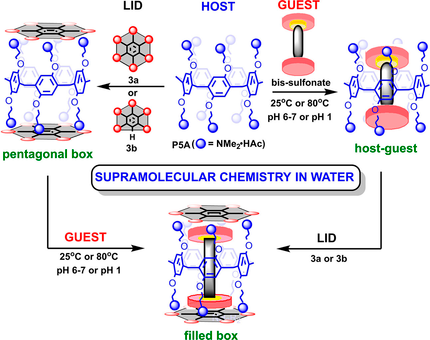 LID
HOST
GUEST
3a
or
3b
H
bis-sulfonate
25°C or 80°C
pH 6-7 or pH 1
O O O O O
O O O O O
P5A ( = NMe₂•HAc)
pentagonal box
host-guest
SUPRAMOLECULAR CHEMISTRY IN WATER
GUEST
25°C or 80°C
pH 6-7 or pH 1
LID
3a or 3b
filled box